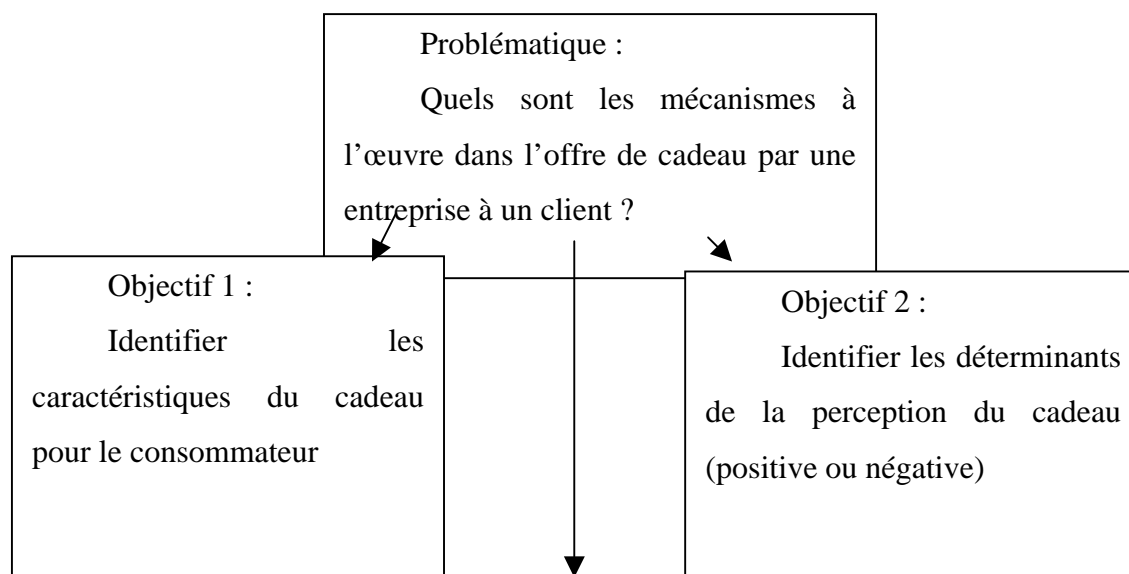 Problématique :
Quels sont les mécanismes à
l’œuvre dans l’offre de cadeau par une
entreprise à un client ?
Objectif 1 :
Identifier les
caractéristiques du cadeau
pour le consommateur
Objectif 2 :
Identifier les déterminants
de la perception du cadeau
(positive ou négative)